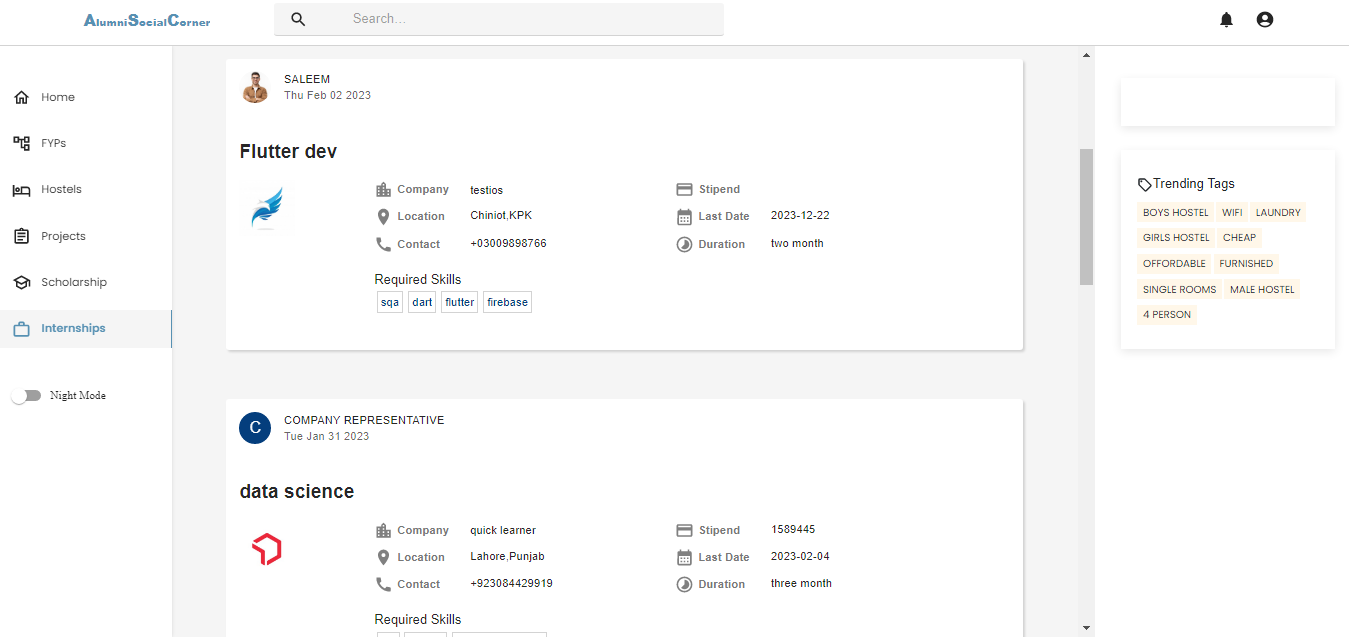 AlumniSocialCorner
Search...
Home
FYPs
Hostels
Projects
Scholarship
Internships
Night Mode
SALEEM
Thu Feb 02 2023
Flutter dev
Company testios
Location Chiniot,KPK
Contact +03009898766
Stipend
Last Date 2023-12-22
Duration two month
Required Skills
sqa dart flutter firebase
C
COMPANY REPRESENTATIVE
Tue Jan 31 2023
data science
Company quick learner
Location Lahore,Punjab
Contact +923084429919
Stipend 1589445
Last Date 2023-02-04
Duration three month
Required Skills
Trending Tags
BOYS HOSTEL WIFI LAUNDRY
GIRLS HOSTEL CHEAP
OFFORDABLE FURNISHED
SINGLE ROOMS MALE HOSTEL
4 PERSON